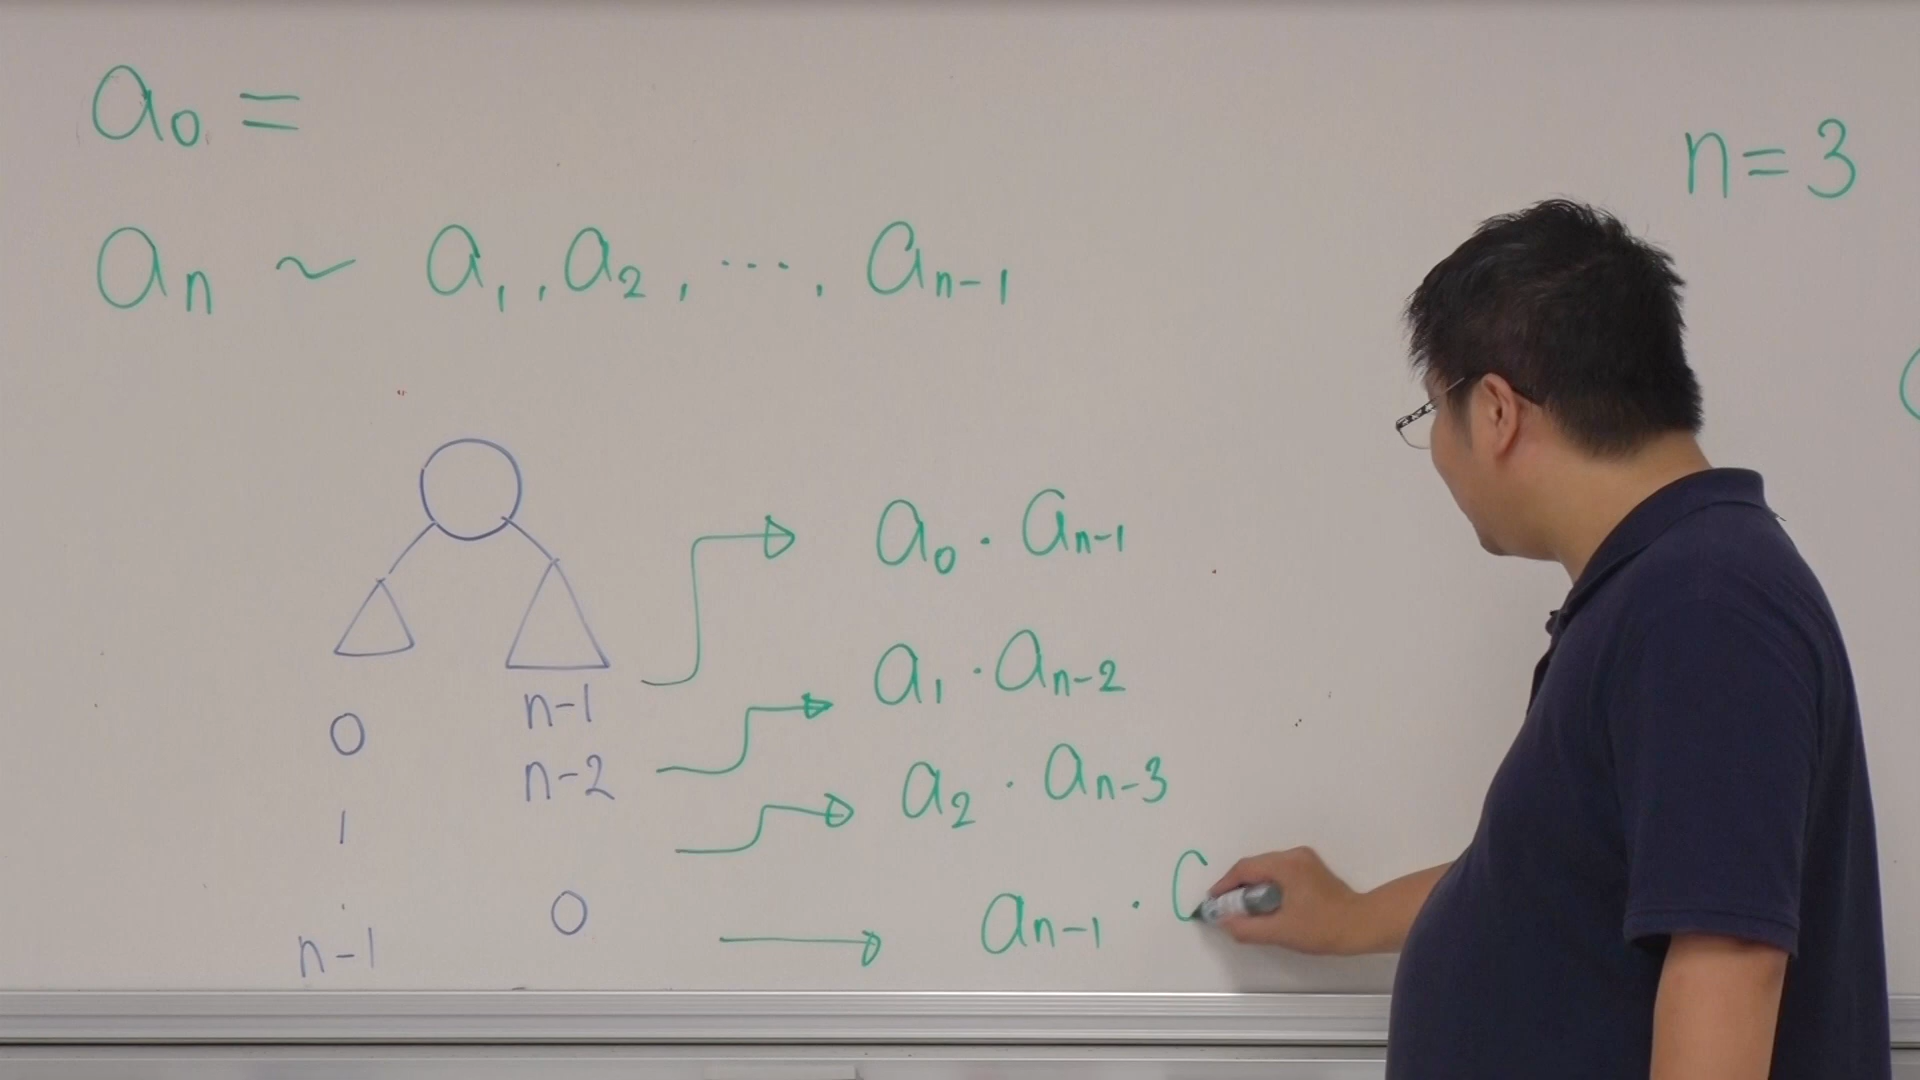 a₀ =
n = 3
aₙ ~ a₁, a₂, ..., aₙ₋₁
a₀ · aₙ₋₁
a₁ · aₙ₋₂
a₂ · aₙ₋₃
aₙ₋₁ ·
0 n-1
n-2
1
0
n-1